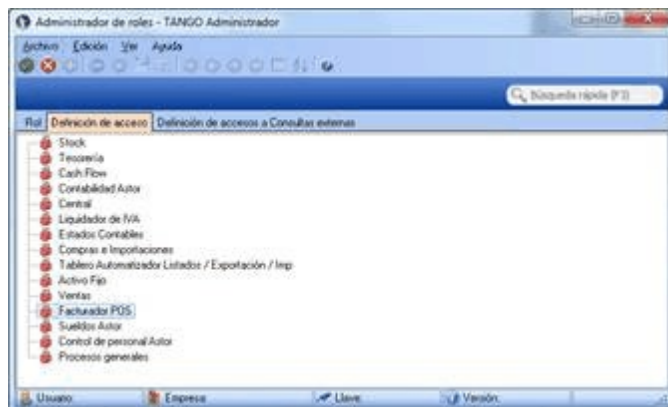 Administrador de roles - TANGO Administrador
Archivo Edición Ver Ayuda
Búsqueda rápida (F3)
Rol Definición de acceso Definición de accesos a Consultas externas
Stock
Tesorería
Cash Flow
Contabilidad Astor
Central
Liquidador de IVA
Estados Contables
Compras e Importaciones
Tablero Automatizador Listados / Exportación / Imp
Activo Fijo
Ventas
Facturador POS
Sueldos Astor
Control de personal Astor
Procesos generales
Usuario: Empresa: Llave: Versión: